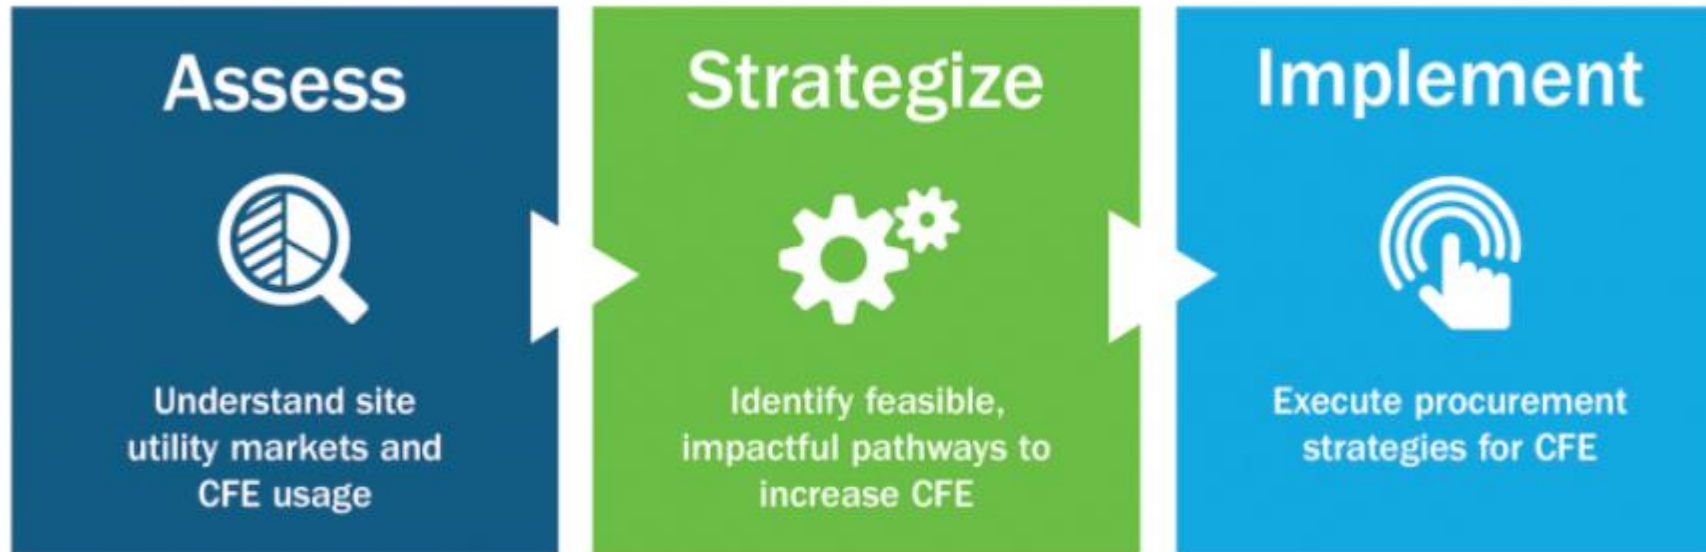 Assess
Understand site
utility markets and
CFE usage
Strategize
Identify feasible,
impactful pathways to
increase CFE
Implement
Execute procurement
strategies for CFE